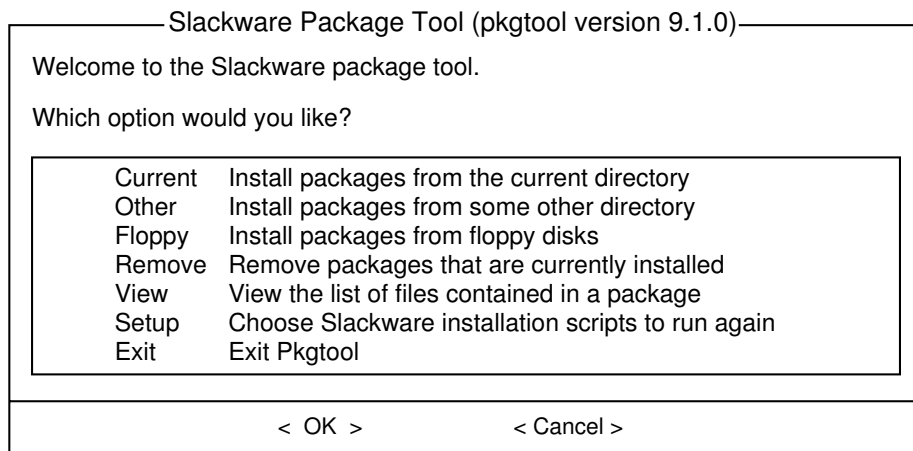 Slackware Package Tool (pkgtool version 9.1.0)
Welcome to the Slackware package tool.
Which option would you like?
Current Install packages from the current directory
Other Install packages from some other directory
Floppy Install packages from floppy disks
Remove Remove packages that are currently installed
View View the list of files contained in a package
Setup Choose Slackware installation scripts to run again
Exit Exit Pkgtool
< OK > < Cancel >